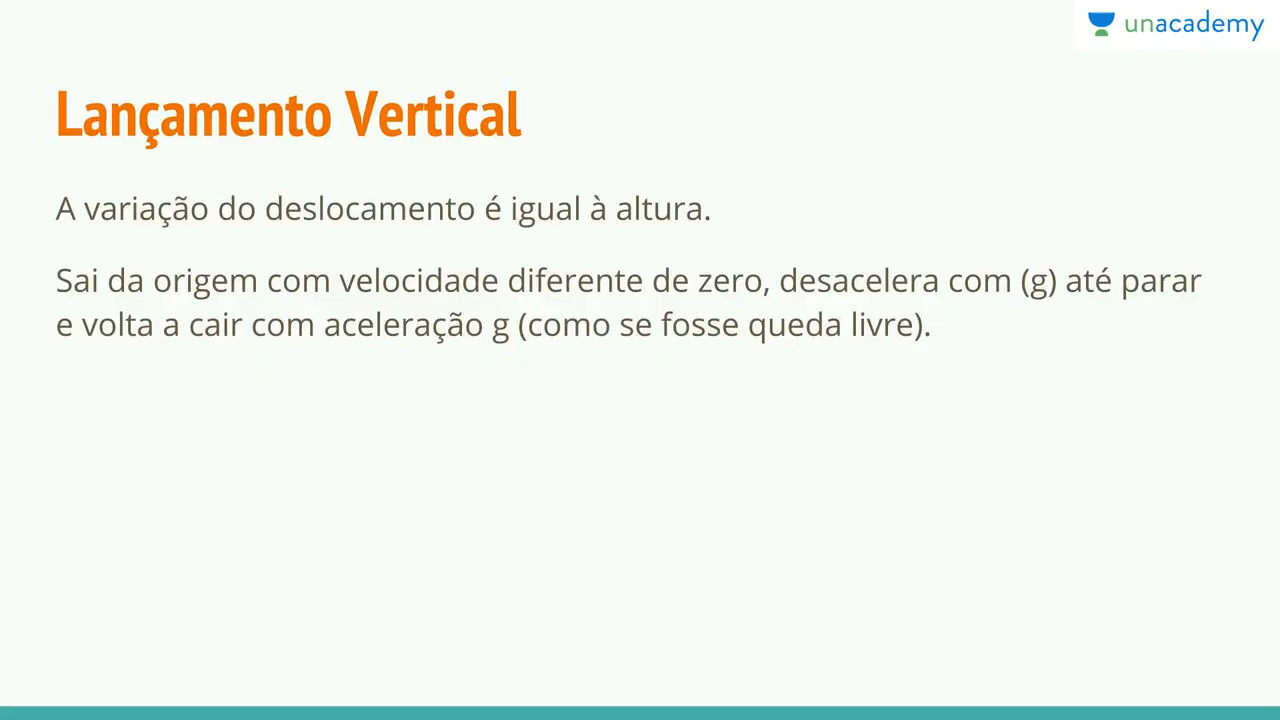 unacademy
Lançamento Vertical
A variação do deslocamento é igual à altura.
Sai da origem com velocidade diferente de zero, desacelera com (g) até parar
e volta a cair com aceleração g (como se fosse queda livre).